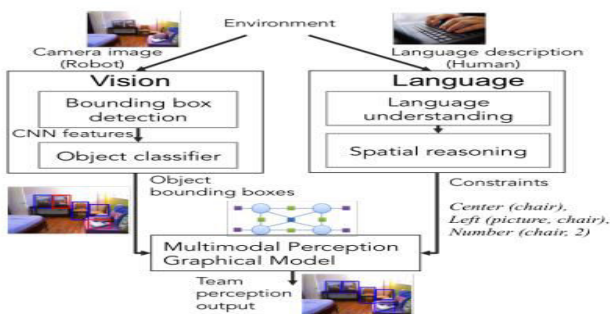 Environment
Camera image
(Robot)
Language description
(Human)
Vision
Bounding box
detection
CNN features
Object classifier
Language
Language
understanding
Spatial reasoning
Object
bounding boxes
Constraints
Center (chair),
Left (picture, chair),
Number (chair, 2)
Multimodal Perception
Graphical Model
Team
perception
output